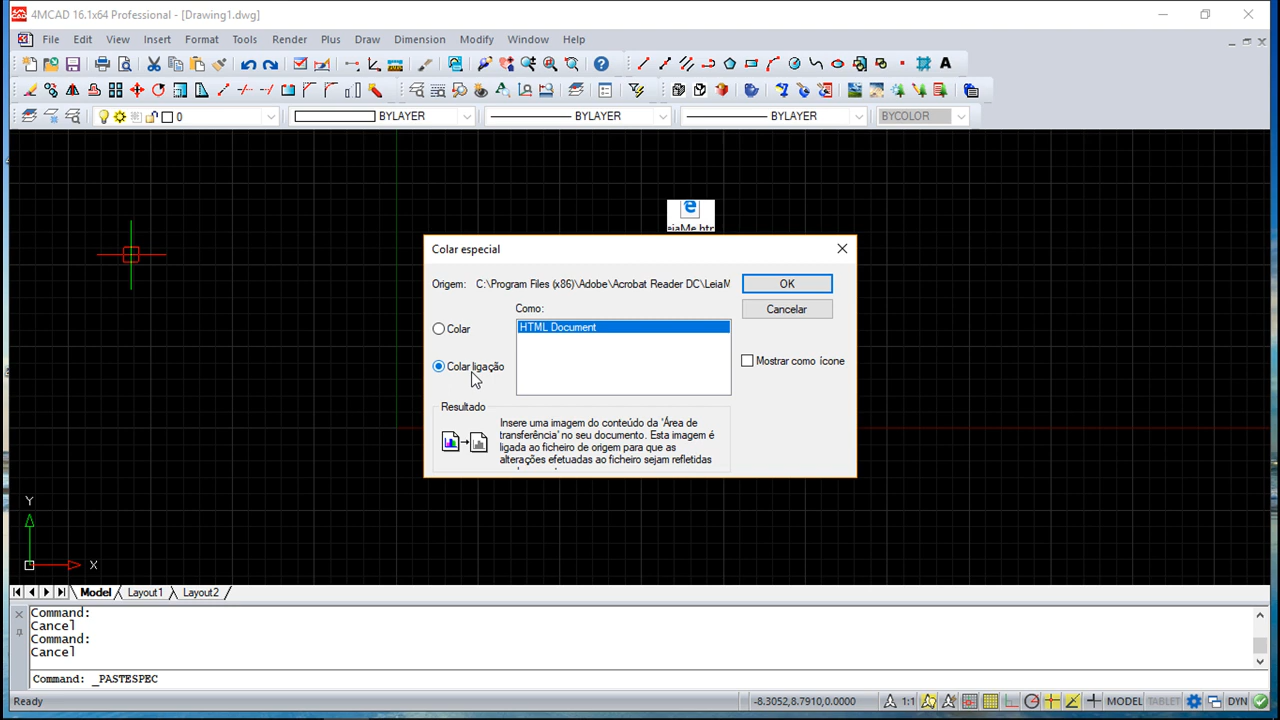 4MCAD 16.1x64 Professional - [Drawing1.dwg]
File Edit View Insert Format Tools Render Plus Draw Dimension Modify Window Help
0 BYLAYER BYLAYER BYLAYER BYCOLOR
Colar especial
Origem: C:\Program Files (x86)\Adobe\Acrobat Reader DC\LeiaM
OK
Como:
Cancelar
Colar
HTML Document
Mostrar como ícone
Colar ligação
Resultado
Insere uma imagem do conteúdo da 'Área de
transferência' no seu documento. Esta imagem é
ligada ao ficheiro de origem para que as
alterações efetuadas ao ficheiro sejam refletidas
Y
X
Model Layout1 Layout2
Command:
Cancel
Command:
Cancel
Command: _PASTESPEC
Ready -8.3052,8.7910,0.0000 1:1 MODEL TABLET DYN